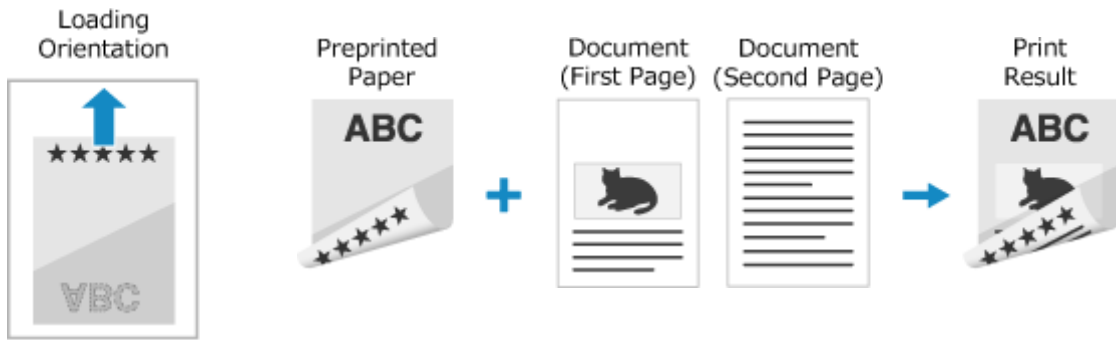 Loading
Orientation
★★★★★
ABC
Preprinted
Paper
ABC
★★★★★
Document
(First Page)
Document
(Second Page)
Print
Result
ABC
★★★★★